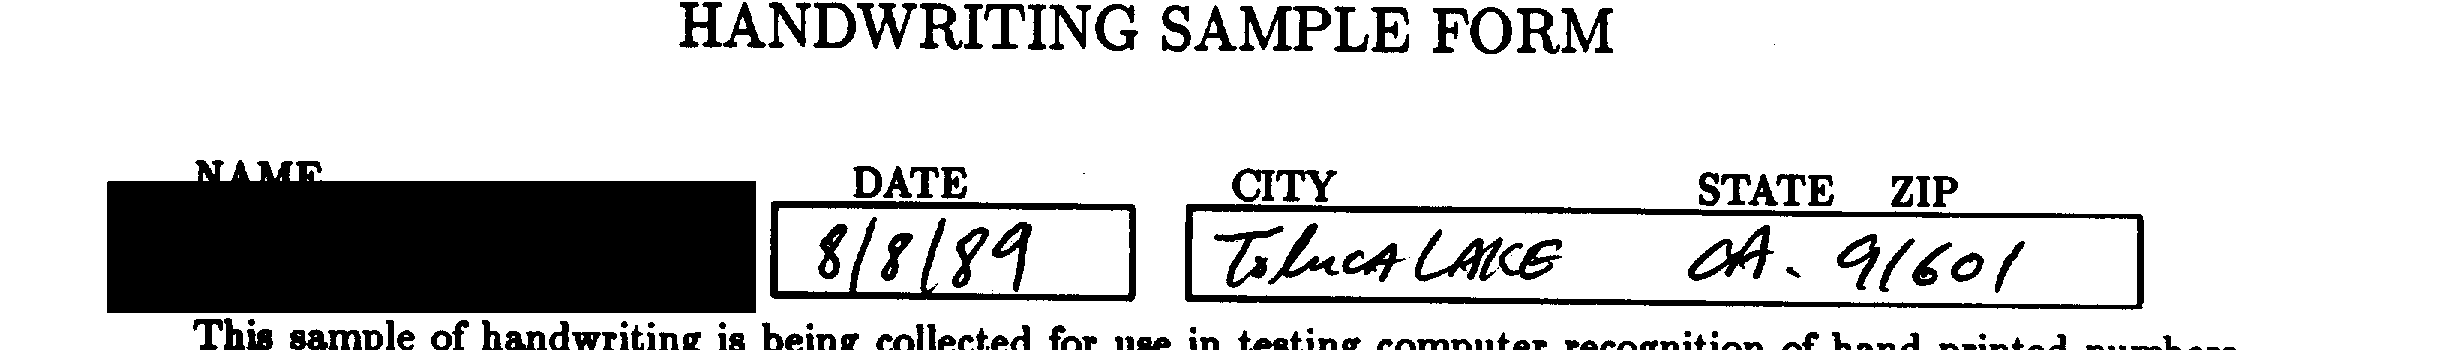 HANDWRITING SAMPLE FORM
NAME DATE CITY STATE ZIP
8/8/89 Toluca LAKE CA. 91601
This sample of handwriting is being collected for use in testing computer recognition of hand printed numbers